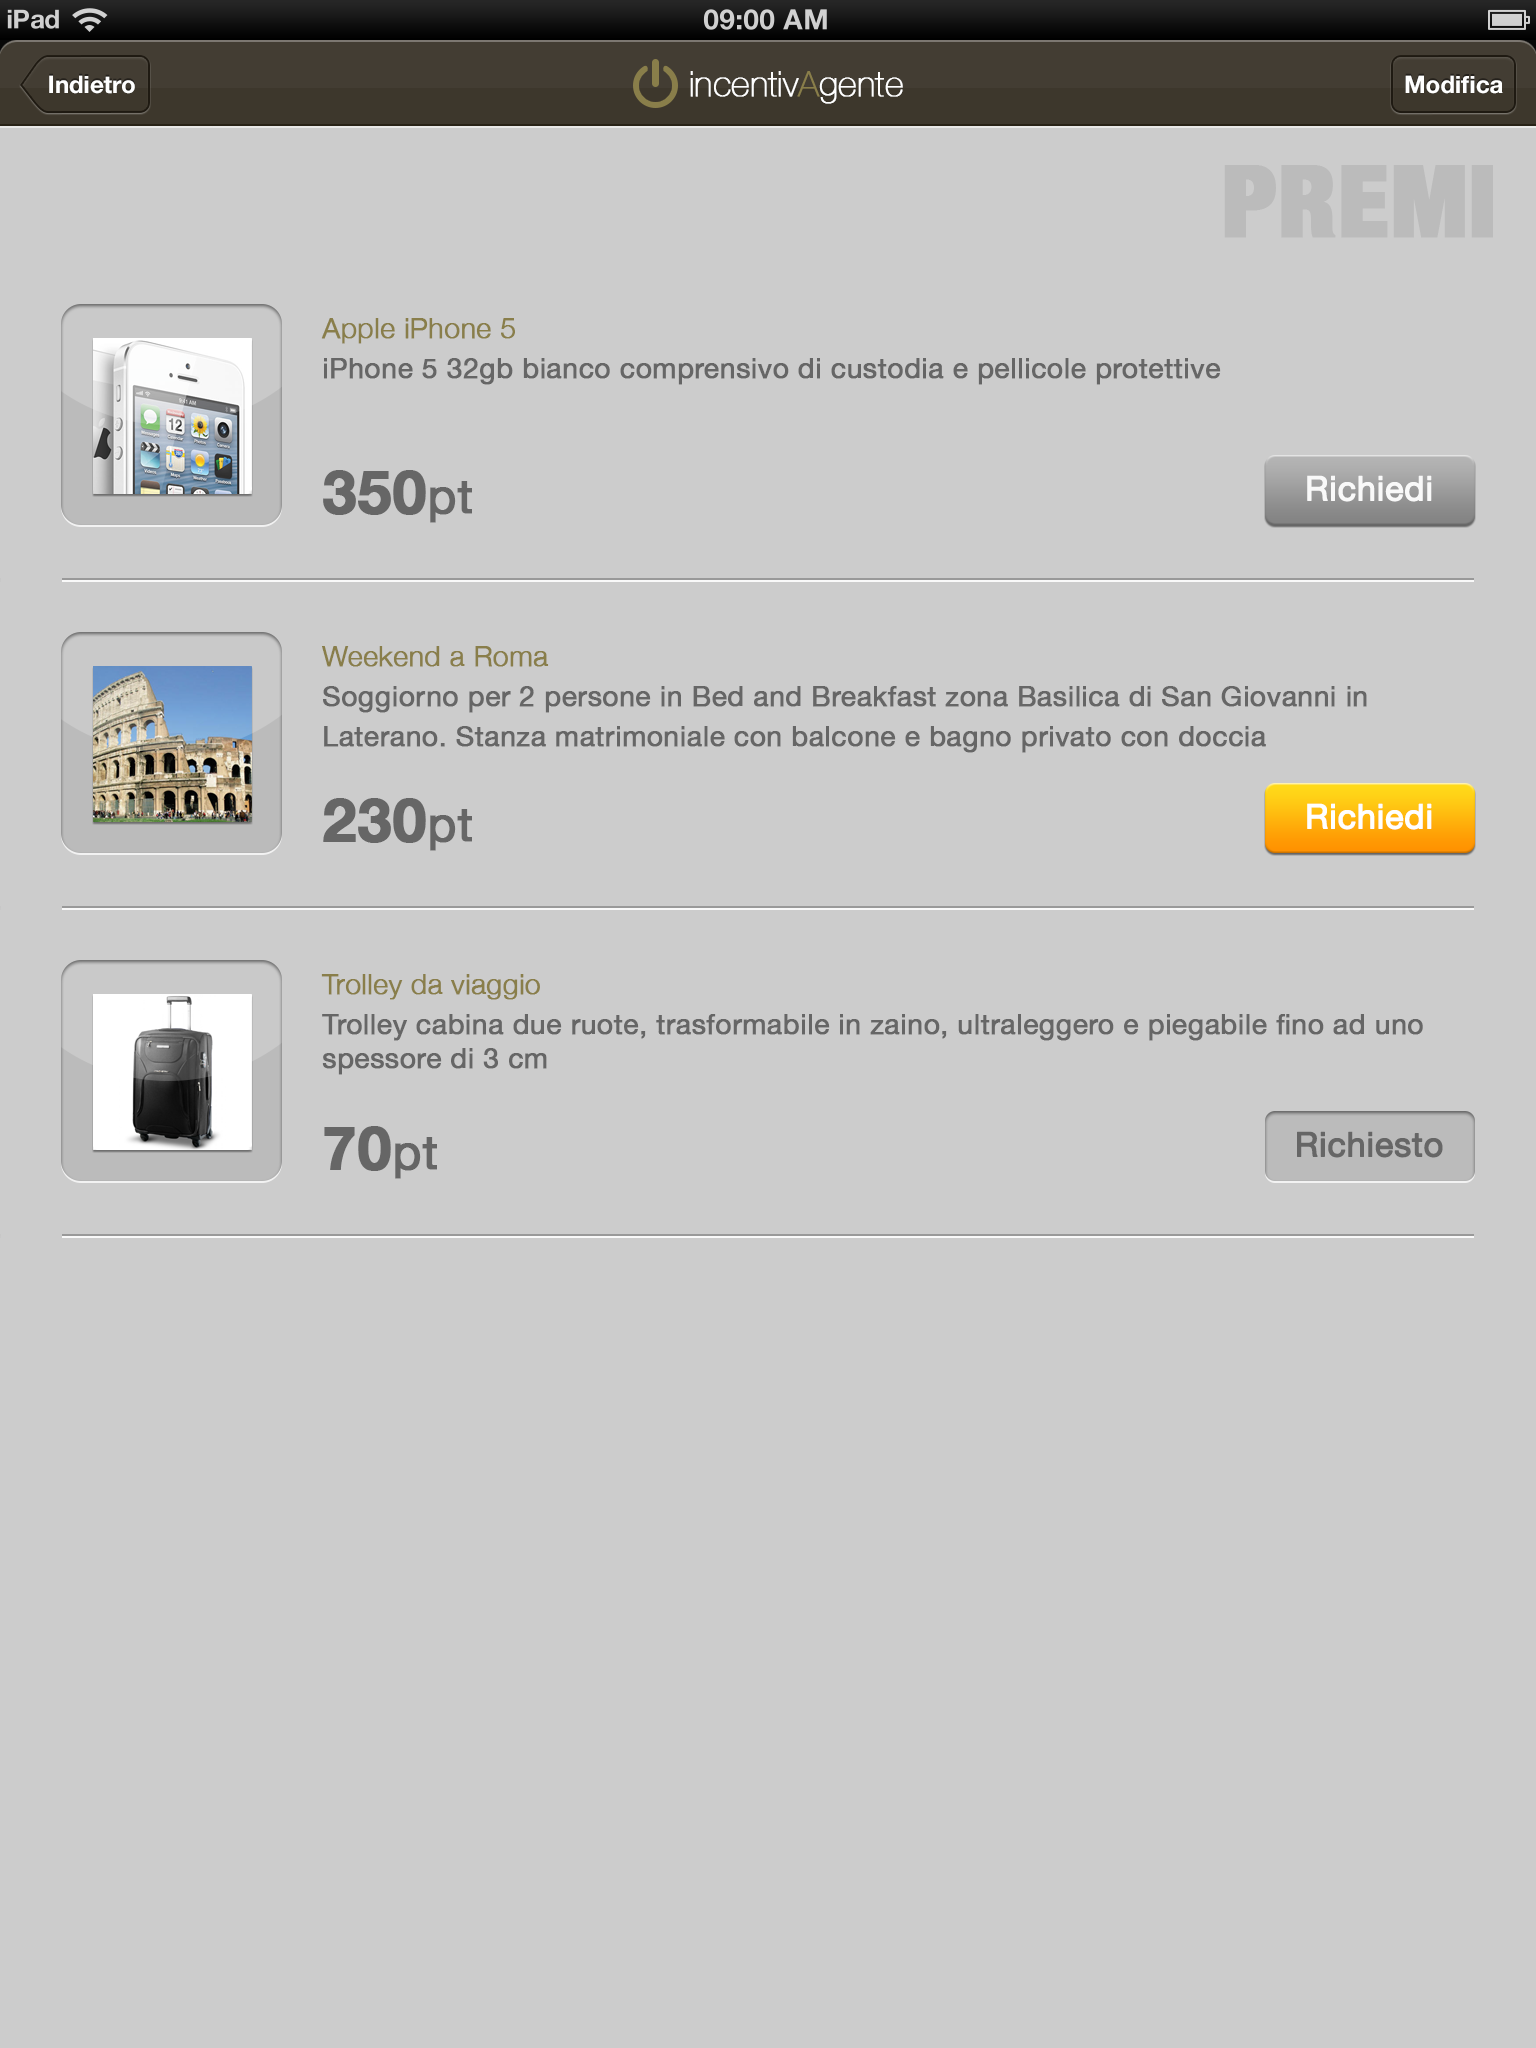 iPad
09:00 AM
Indietro
incentivAgente
Modifica
PREMI
Apple iPhone 5
iPhone 5 32gb bianco comprensivo di custodia e pellicole protettive
350pt
Richiedi
Weekend a Roma
Soggiorno per 2 persone in Bed and Breakfast zona Basilica di San Giovanni in
Laterano. Stanza matrimoniale con balcone e bagno privato con doccia
230pt
Richiedi
Trolley da viaggio
Trolley cabina due ruote, trasformabile in zaino, ultraleggero e piegabile fino ad uno
spessore di 3 cm
70pt
Richiesto